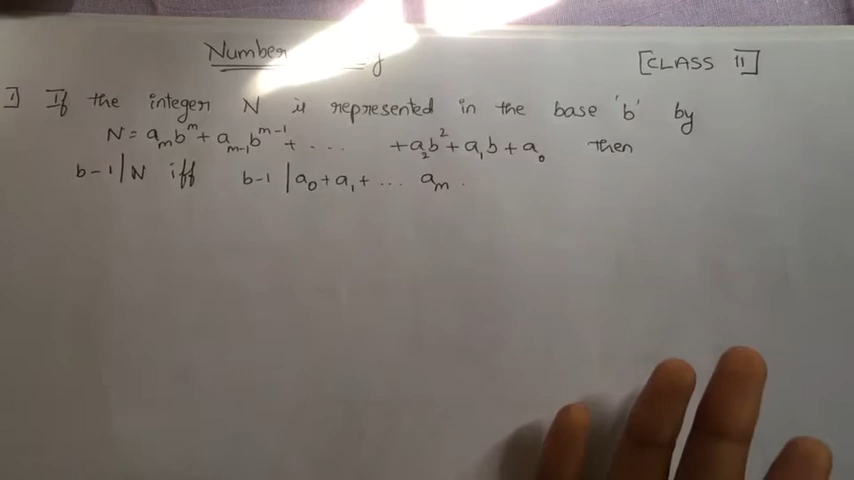 Number
[CLASS 11]
1] If the integer N is represented in the base 'b' by
N = a_m b^m + a_{m-1} b^{m-1} + .... + a_2 b^2 + a_1 b + a_0 then
b-1 | N iff b-1 | a_0 + a_1 + ... a_m .